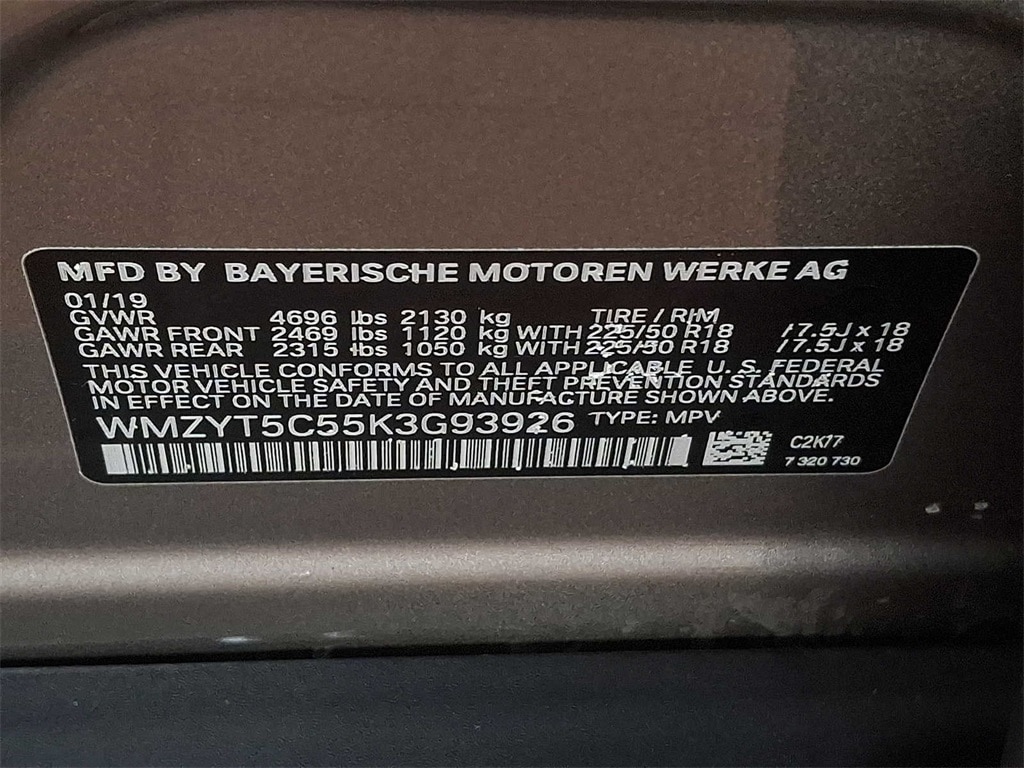 MFD BY BAYERISCHE MOTOREN WERKE AG
01/19
GVWR 4696 lbs 2130 kg TIRE / RIM
GAWR FRONT 2469 lbs 1120 kg WITH 225/50 R18 / 7.5J x 18
GAWR REAR 2315 lbs 1050 kg WITH 225/50 R18 / 7.5J x 18
THIS VEHICLE CONFORMS TO ALL APPLICABLE U. S. FEDERAL
MOTOR VEHICLE SAFETY AND THEFT PREVENTION STANDARDS
IN EFFECT ON THE DATE OF MANUFACTURE SHOWN ABOVE.
WMZYT5C55K3G93926 TYPE: MPV
C2K17
7 320 730